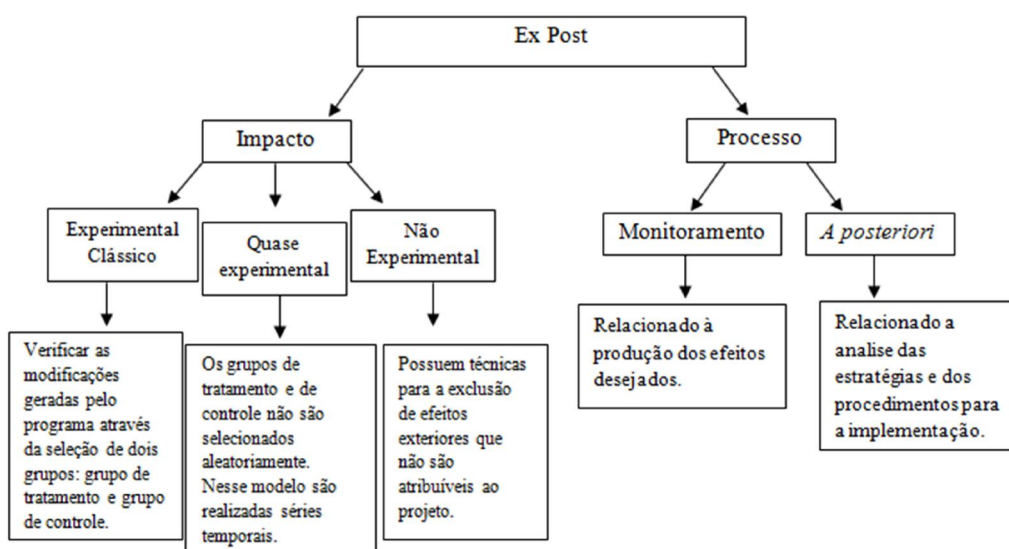 Ex Post
Impacto
Processo
Experimental
Clássico
Quase
experimental
Não
Experimental
Monitoramento
A posteriori
Verificar as
modificações
geradas pelo
programa através
da seleção de dois
grupos: grupo de
tratamento e grupo
de controle.
Os grupos de
tratamento e de
controle não são
selecionados
aleatoriamente.
Nesse modelo são
realizadas séries
temporais.
Possuem técnicas
para a exclusão
de efeitos
exteriores que
não são
atribuíveis ao
projeto.
Relacionado à
produção dos efeitos
desejados.
Relacionado a
analise das
estratégias e dos
procedimentos para
a implementação.